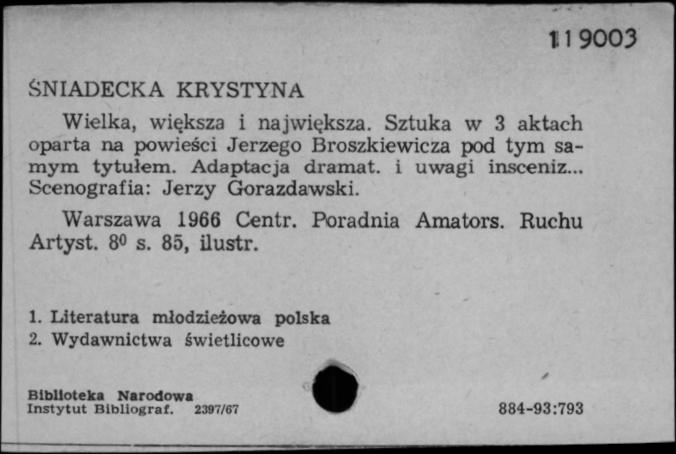 119003
ŚNIADECKA KRYSTYNA
Wielka, większa i największa. Sztuka w 3 aktach
oparta na powieści Jerzego Broszkiewicza pod tym sa-
mym tytułem. Adaptacja dramat. i uwagi insceniz...
Scenografia: Jerzy Gorazdawski.
Warszawa 1966 Centr. Poradnia Amators. Ruchu
Artyst. 8⁰ s. 85, ilustr.
1. Literatura młodzieżowa polska
2. Wydawnictwa świetlicowe
Biblioteka Narodowa
Instytut Bibliograf. 2397/67
884-93:793